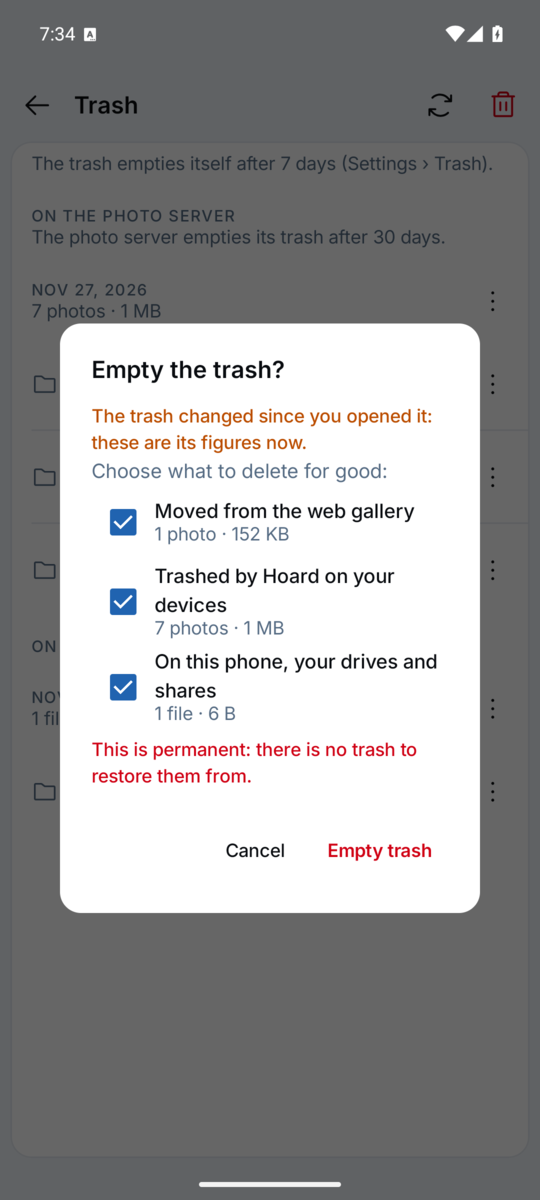 7:34 A
Trash
The trash empties itself after 7 days (Settings › Trash).
ON THE PHOTO SERVER
The photo server empties its trash after 30 days.
NOV 27, 2026
7 photos · 1 MB
Empty the trash?
The trash changed since you opened it:
these are its figures now.
Choose what to delete for good:
Moved from the web gallery
1 photo · 152 KB
Trashed by Hoard on your
devices
7 photos · 1 MB
On this phone, your drives and
shares
1 file · 6 B
This is permanent: there is no trash to
restore them from.
Cancel
Empty trash
ON
1